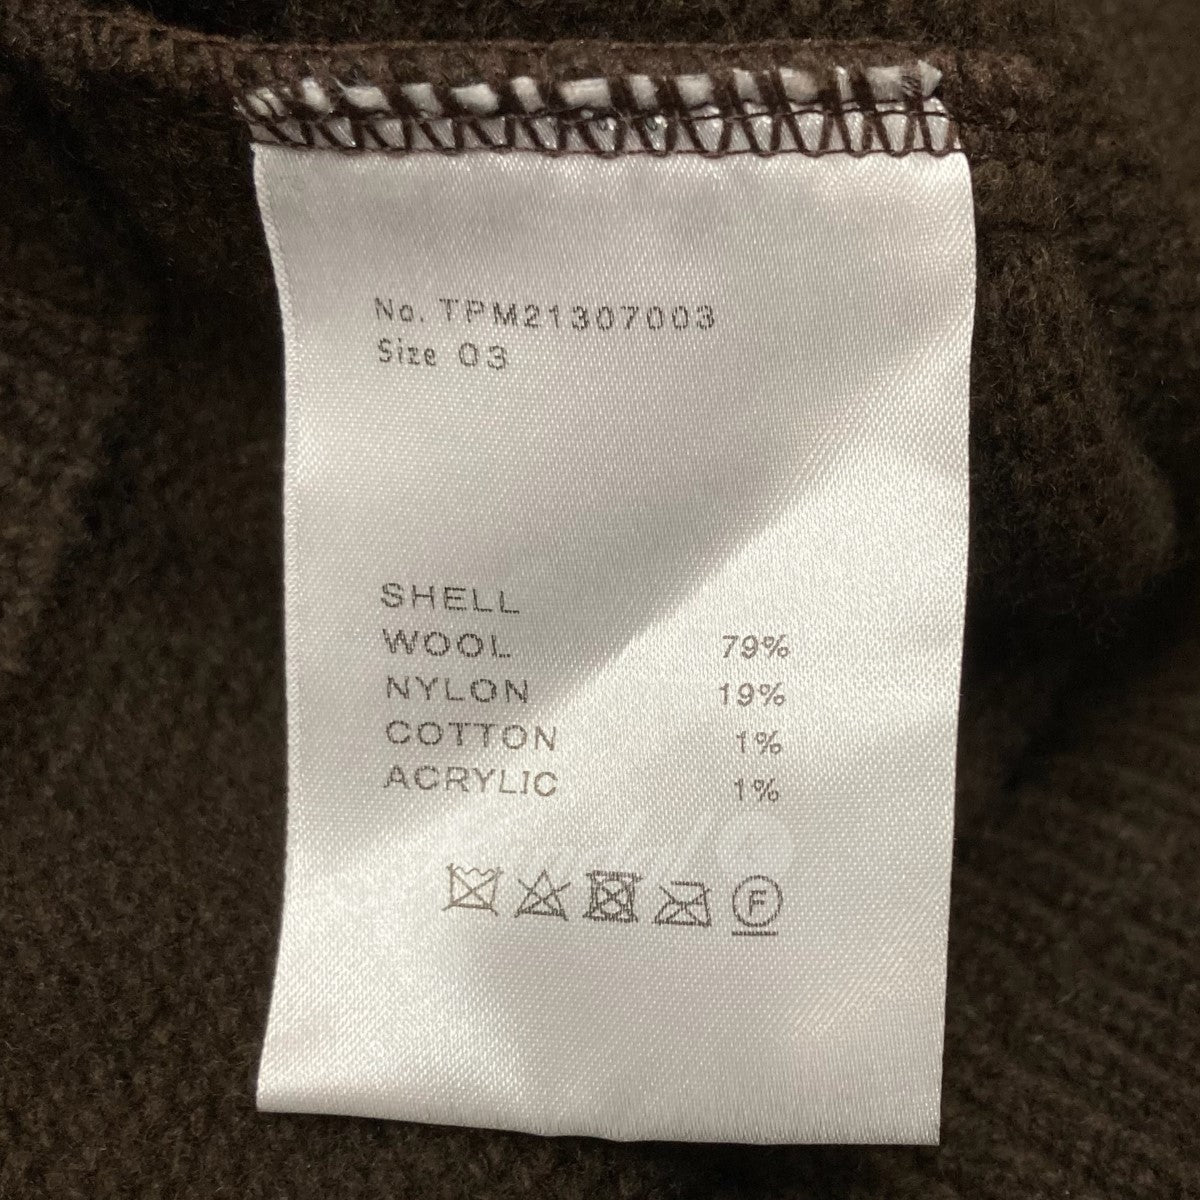 No. TPM21307003
Size 03
SHELL
WOOL 79%
NYLON 19%
COTTON 1%
ACRYLIC 1%
F